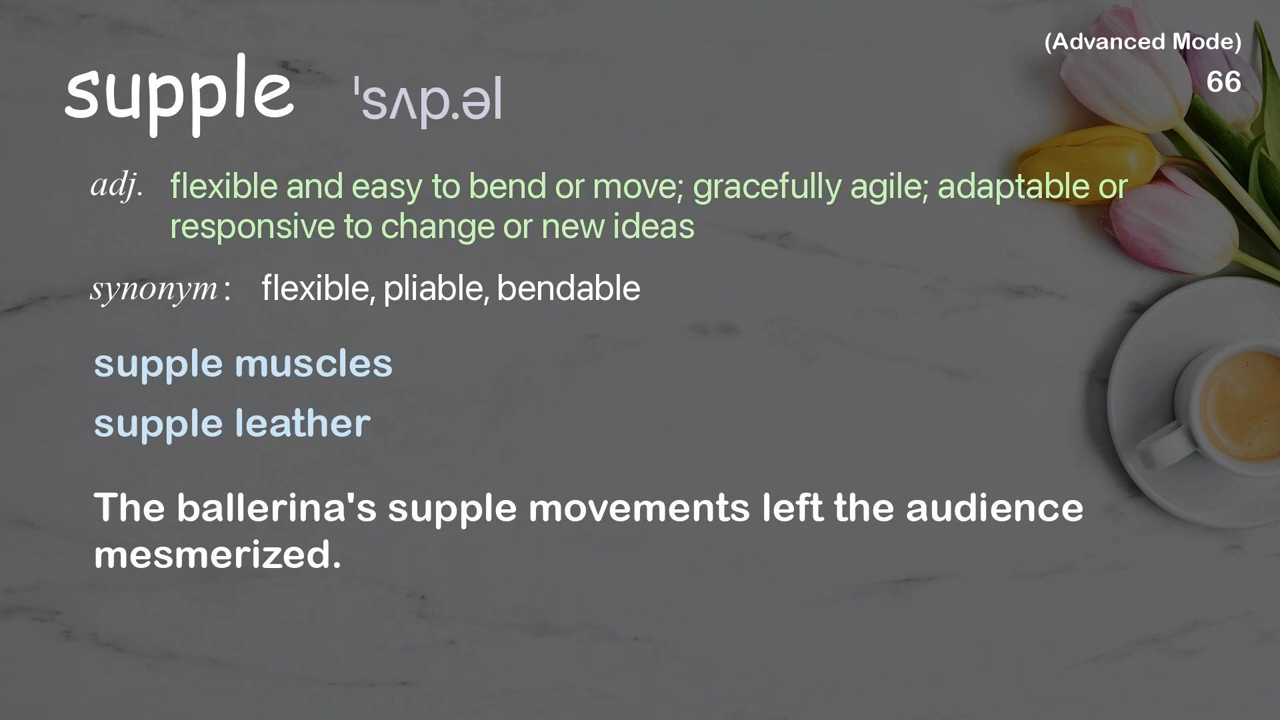 (Advanced Mode)
66
supple ˈsʌp.əl
adj. flexible and easy to bend or move; gracefully agile; adaptable or
responsive to change or new ideas
synonym : flexible, pliable, bendable
supple muscles
supple leather
The ballerina's supple movements left the audience
mesmerized.